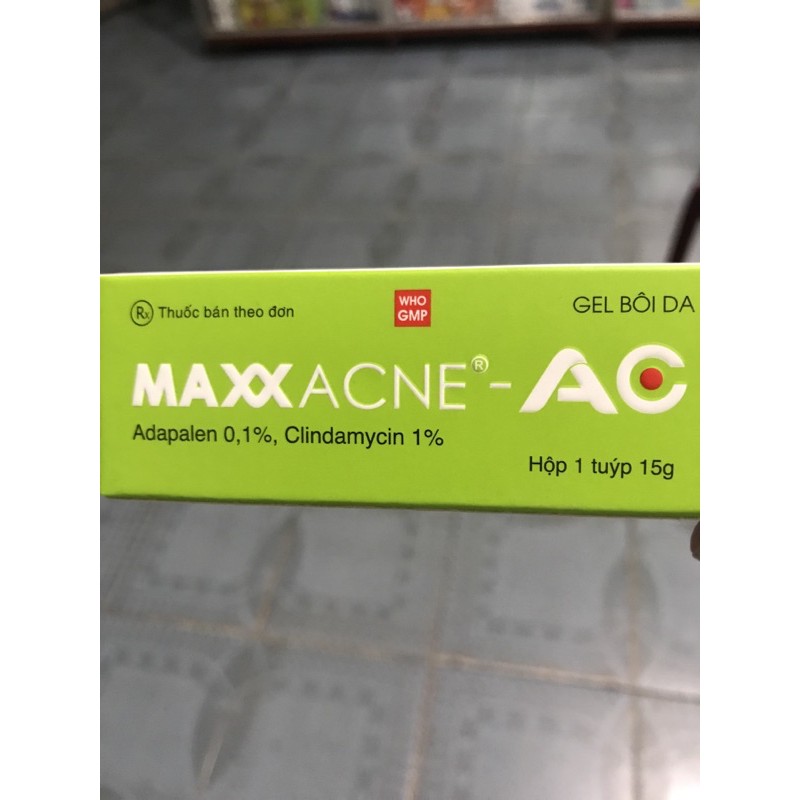 Rx Thuốc bán theo đơn
WHO
GMP
GEL BÔI DA
MAXXACNE®-AC
Adapalen 0,1%, Clindamycin 1%
Hộp 1 tuýp 15g